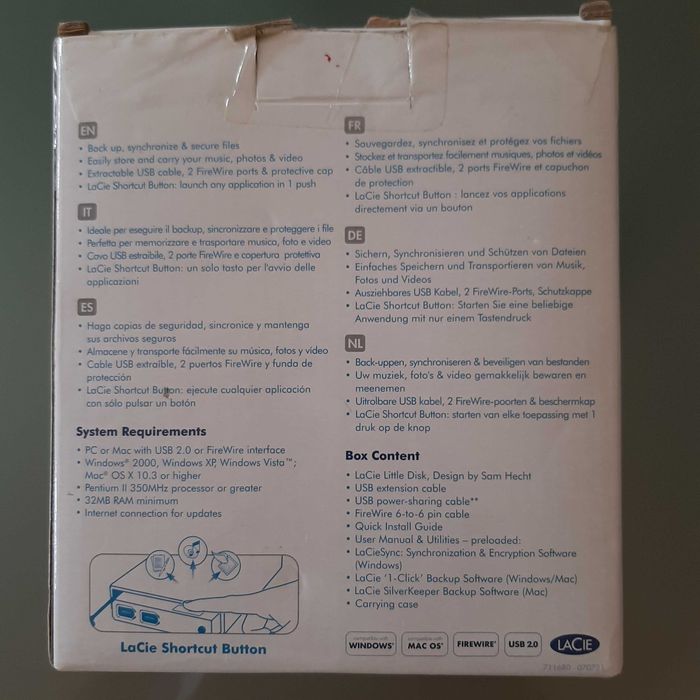 EN
• Back up, synchronize & secure files
• Easily store and carry your music, photos & video
• Extractable USB cable, 2 FireWire ports & protective cap
• LaCie Shortcut Button: launch any application in 1 push
IT
• Ideale per eseguire il backup, sincronizzare e proteggere i file
• Perfetto per memorizzare e trasportare musica, foto e video
• Cavo USB estraibile, 2 porte FireWire e copertura protettiva
• LaCie Shortcut Button: un solo tasto per l'avvio delle
applicazioni
ES
• Haga copias de seguridad, sincronice y mantenga
sus archivos seguros
• Almacene y transporte fácilmente su música, fotos y vídeo
• Cable USB extraíble, 2 puertos FireWire y funda de
protección
• LaCie Shortcut Button: ejecute cualquier aplicación
con sólo pulsar un botón
System Requirements
• PC or Mac with USB 2.0 or FireWire interface
• Windows® 2000, Windows XP, Windows Vista™;
Mac® OS X 10.3 or higher
• Pentium II 350MHz processor or greater
• 32MB RAM minimum
• Internet connection for updates
LaCie Shortcut Button
FR
• Sauvegardez, synchronisez et protégez vos fichiers
• Stockez et transportez facilement musiques, photos et vidéos
• Câble USB extractible, 2 ports FireWire et capuchon
de protection
• LaCie Shortcut Button : lancez vos applications
directement via un bouton
DE
• Sichern, Synchronisieren und Schützen von Dateien
• Einfaches Speichern und Transportieren von Musik,
Fotos und Videos
• Ausziehbares USB Kabel, 2 FireWire-Ports, Schutzkappe
• LaCie Shortcut Button: Starten Sie eine beliebige
Anwendung mit nur einem Tastendruck
NL
• Back-uppen, synchroniseren & beveiligen van bestanden
• Uw muziek, foto's & video gemakkelijk bewaren en
meenemen
• Uitrolbare USB kabel, 2 FireWire-poorten & beschermkap
• LaCie Shortcut Button: starten van elke toepassing met 1
druk op de knop
Box Content
• LaCie Little Disk, Design by Sam Hecht
• USB extension cable
• USB power-sharing cable**
• FireWire 6-to-6 pin cable
• Quick Install Guide
• User Manual & Utilities – preloaded:
• LaCieSync: Synchronization & Encryption Software
(Windows)
• LaCie '1-Click' Backup Software (Windows/Mac)
• LaCie SilverKeeper Backup Software (Mac)
• Carrying case
compatible with
WINDOWS®
compatible with
MAC OS®
FIREWIRE®
USB 2.0
LACIE
711680 070721